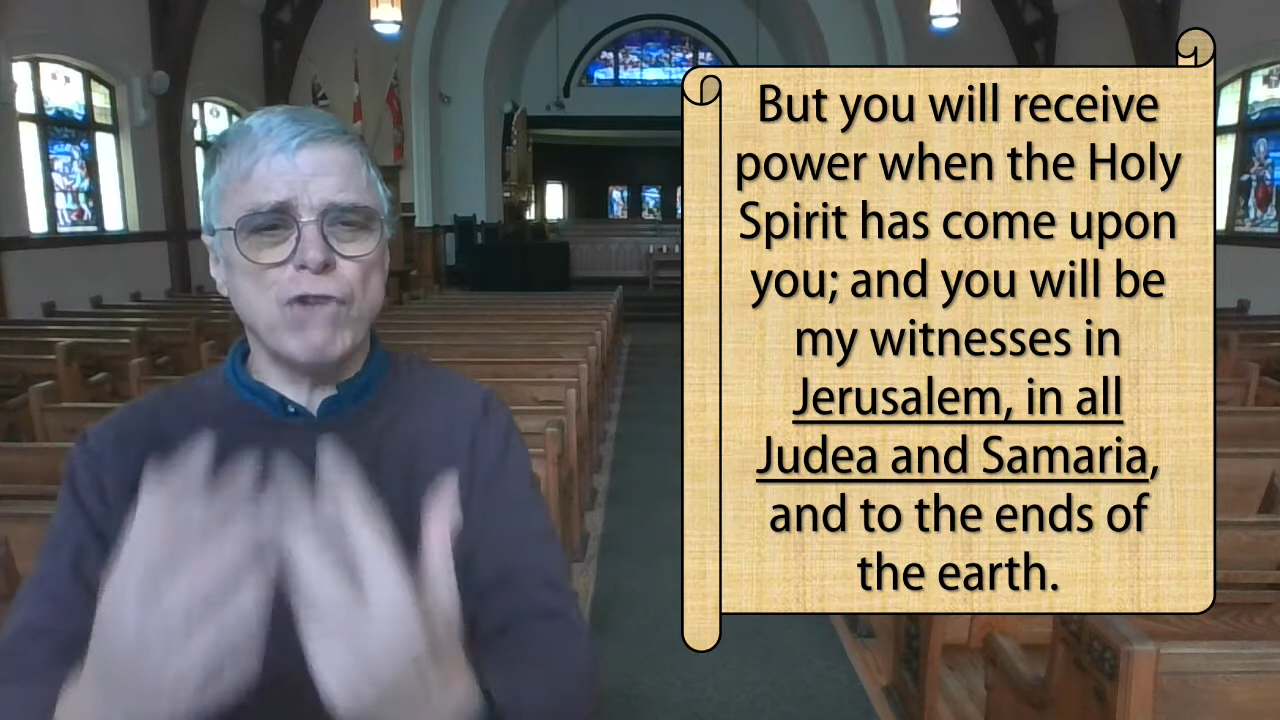 But you will receive
power when the Holy
Spirit has come upon
you; and you will be
my witnesses in
Jerusalem, in all
Judea and Samaria,
and to the ends of
the earth.